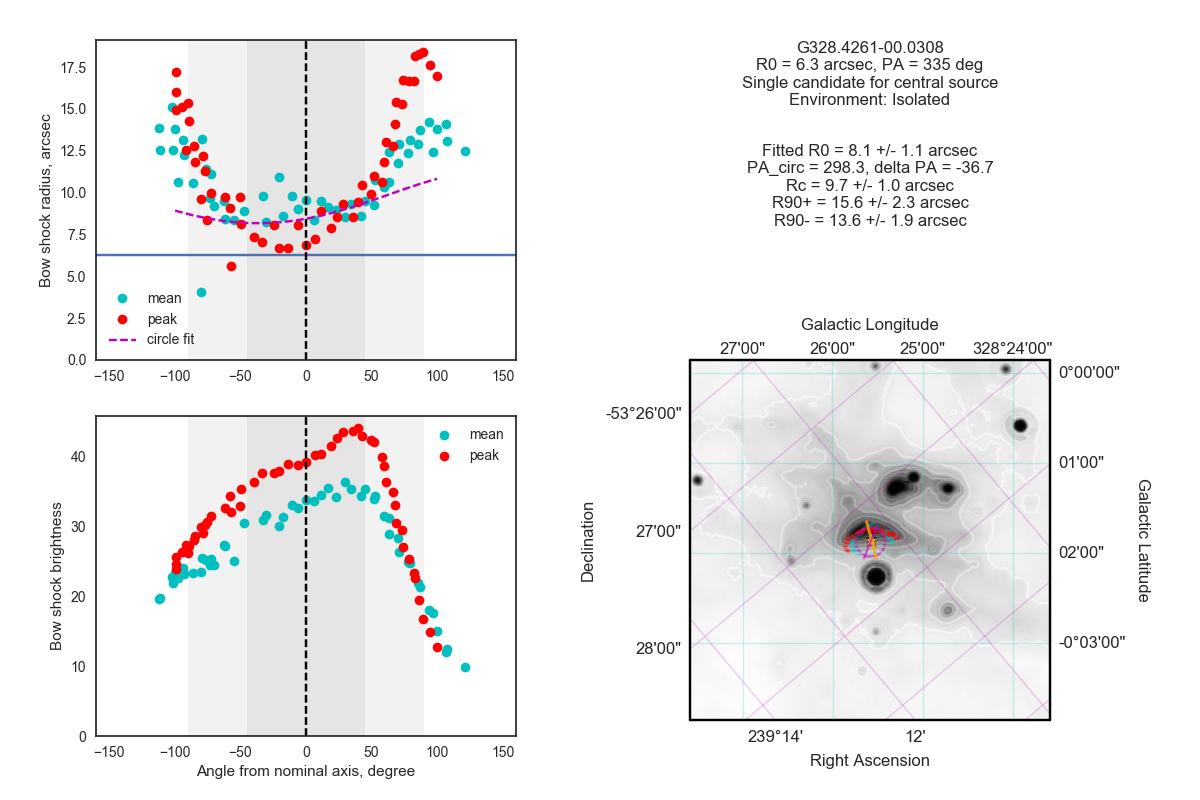 17.5
15.0
12.5
10.0
7.5
5.0
2.5
0.0
Bow shock radius, arcsec
mean
peak
circle fit
−150
−100
−50
0
50
100
150
40
30
20
10
0
Bow shock brightness
mean
peak
−150
−100
−50
0
50
100
150
Angle from nominal axis, degree
G328.4261-00.0308
R0 = 6.3 arcsec, PA = 335 deg
Single candidate for central source
Environment: Isolated
Fitted R0 = 8.1 +/- 1.1 arcsec
PA_circ = 298.3, delta PA = -36.7
Rc = 9.7 +/- 1.0 arcsec
R90+ = 15.6 +/- 2.3 arcsec
R90- = 13.6 +/- 1.9 arcsec
Galactic Longitude
27'00" 26'00" 25'00" 328°24'00"
0°00'00"
-53°26'00"
01'00"
27'00"
02'00"
28'00"
-0°03'00"
Declination
Galactic Latitude
239°14' 12'
Right Ascension